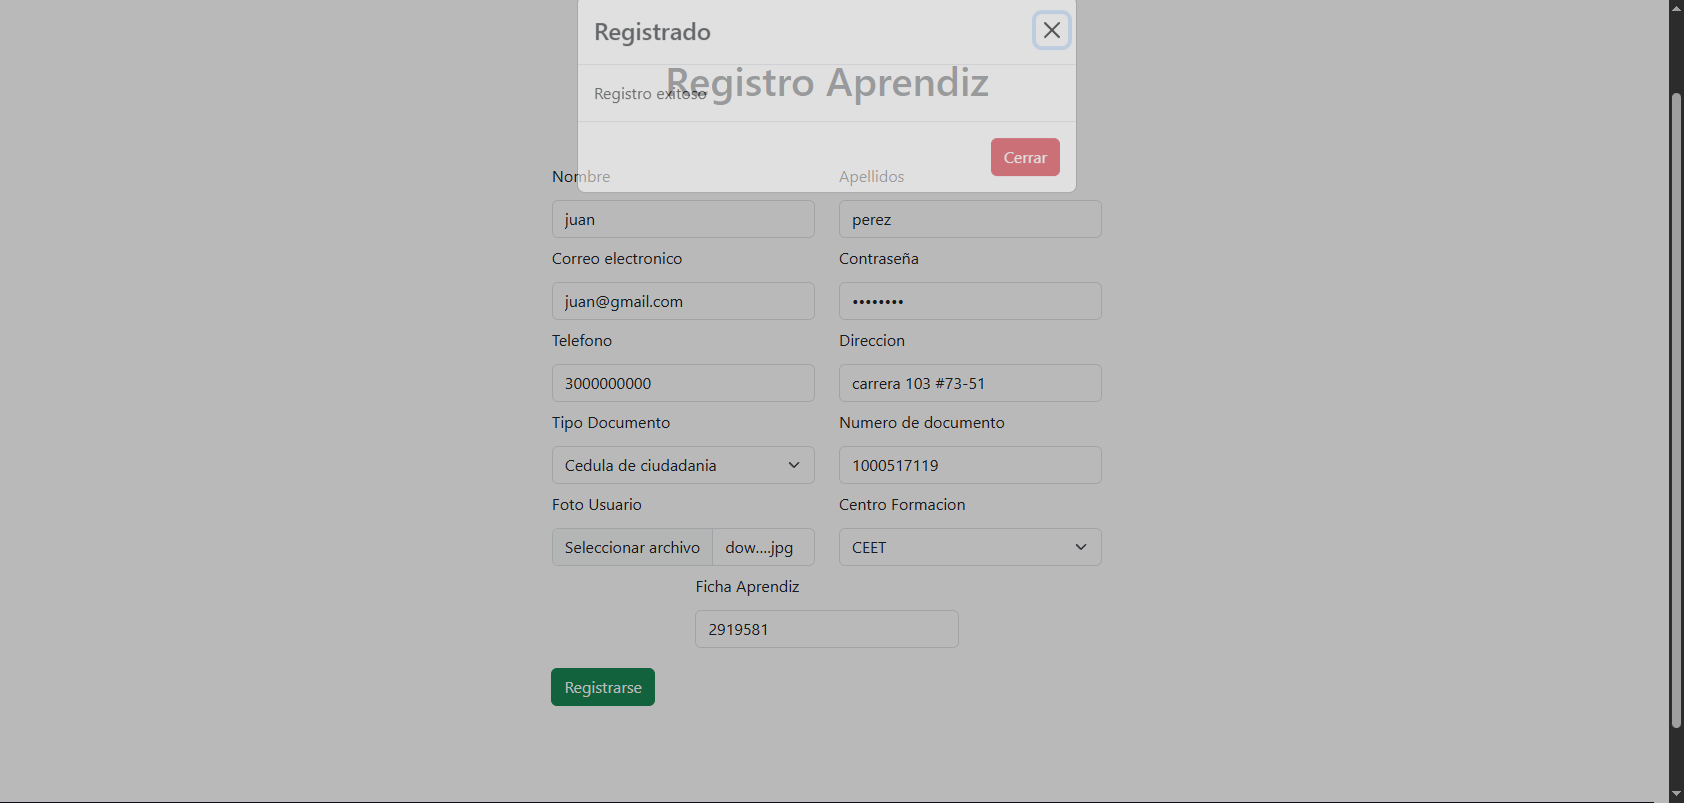 Registrado
Registro Aprendiz
Registro exitoso
Cerrar
Nombre Apellidos
juan perez
Correo electronico Contraseña
juan@gmail.com ••••••••
Telefono Direccion
3000000000 carrera 103 #73-51
Tipo Documento Numero de documento
Cedula de ciudadania 1000517119
Foto Usuario Centro Formacion
Seleccionar archivo dow....jpg CEET
Ficha Aprendiz
2919581
Registrarse